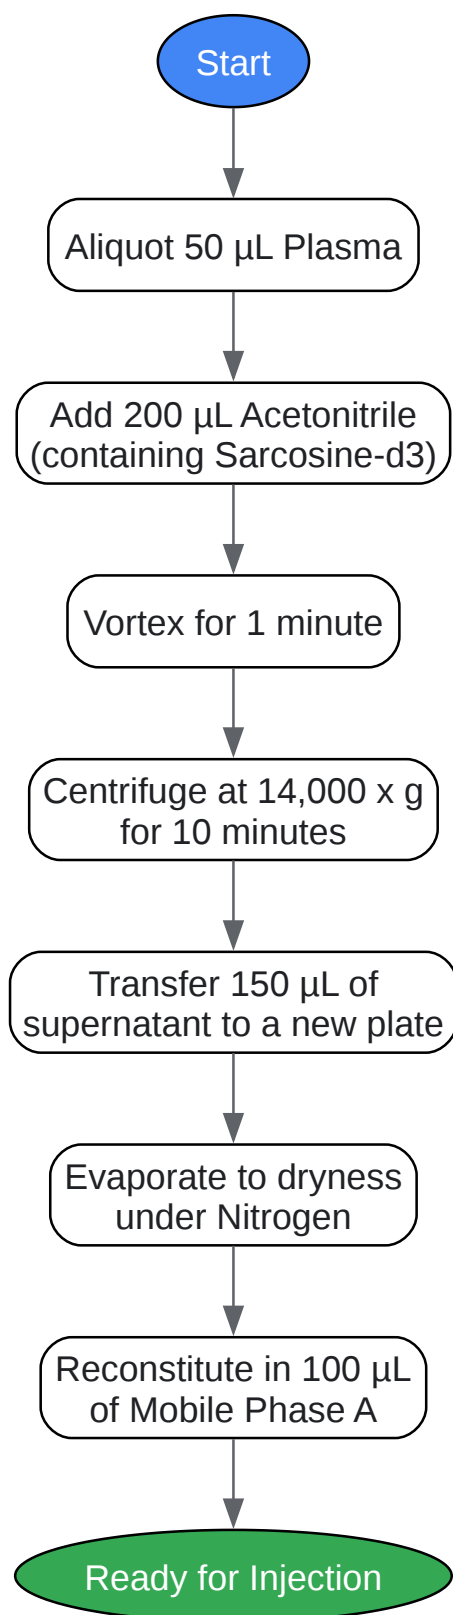 Start
Aliquot 50 µL Plasma
Add 200 µL Acetonitrile
(containing Sarcosine-d3)
Vortex for 1 minute
Centrifuge at 14,000 x g
for 10 minutes
Transfer 150 µL of
supernatant to a new plate
Evaporate to dryness
under Nitrogen
Reconstitute in 100 µL
of Mobile Phase A
Ready for Injection